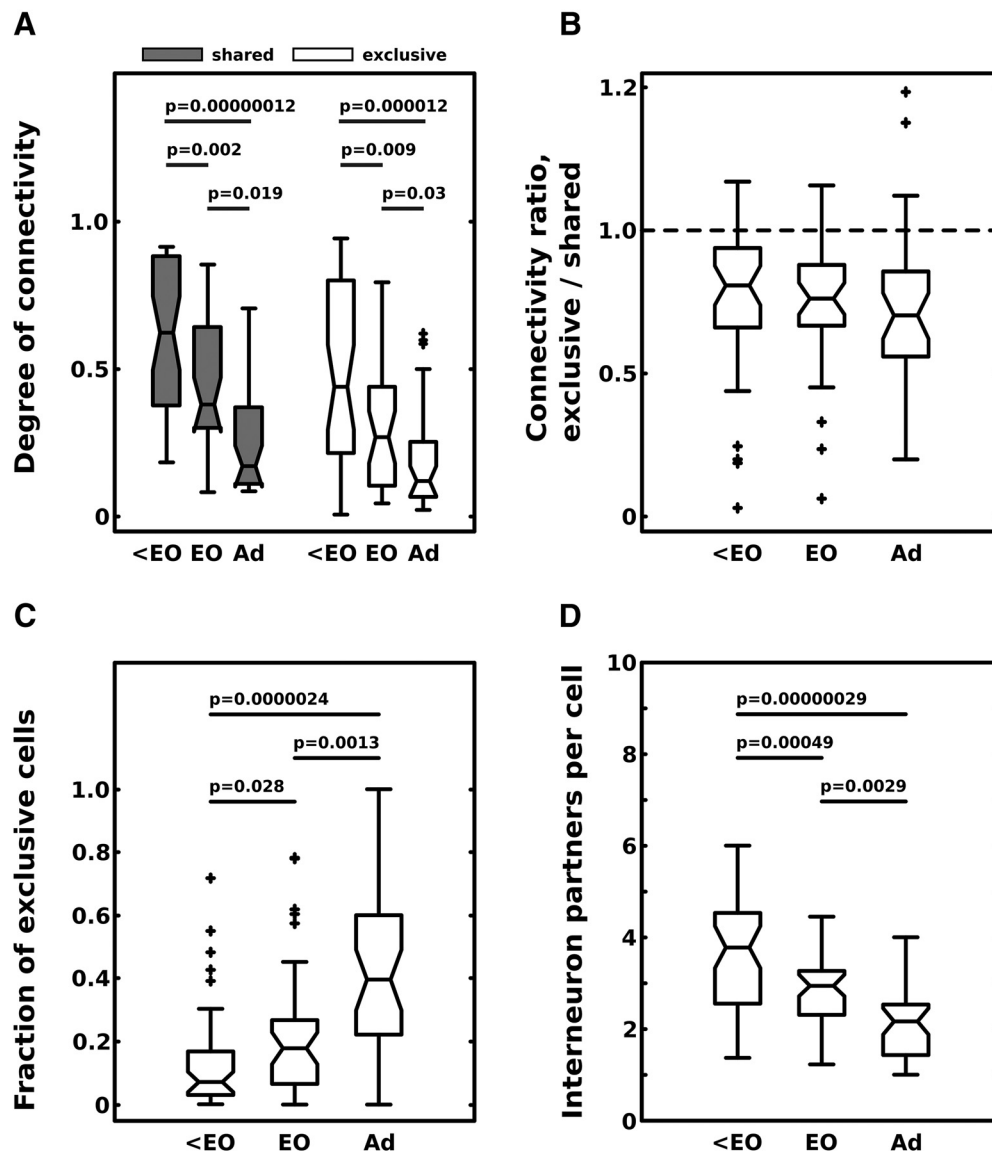 A
shared exclusive
p=0.00000012 p=0.000012
p=0.002 p=0.009
p=0.019 p=0.03
Degree of connectivity
1.0
0.5
0
<EO EO Ad <EO EO Ad
B
Connectivity ratio,
exclusive / shared
1.2
1.0
0.5
0
<EO EO Ad
C
Fraction of exclusive cells
p=0.0000024
p=0.0013
p=0.028
1.0
0.8
0.6
0.4
0.2
0
<EO EO Ad
D
Interneuron partners per cell
10
p=0.00000029
p=0.00049
8
p=0.0029
6
4
2
0
<EO EO Ad